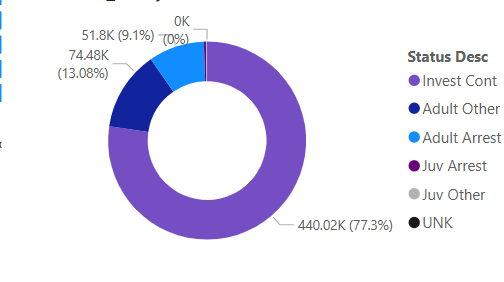 0K
(0%)
51.8K (9.1%)
74.48K
(13.08%)
440.02K (77.3%)
Status Desc
Invest Cont
Adult Other
Adult Arrest
Juv Arrest
Juv Other
UNK